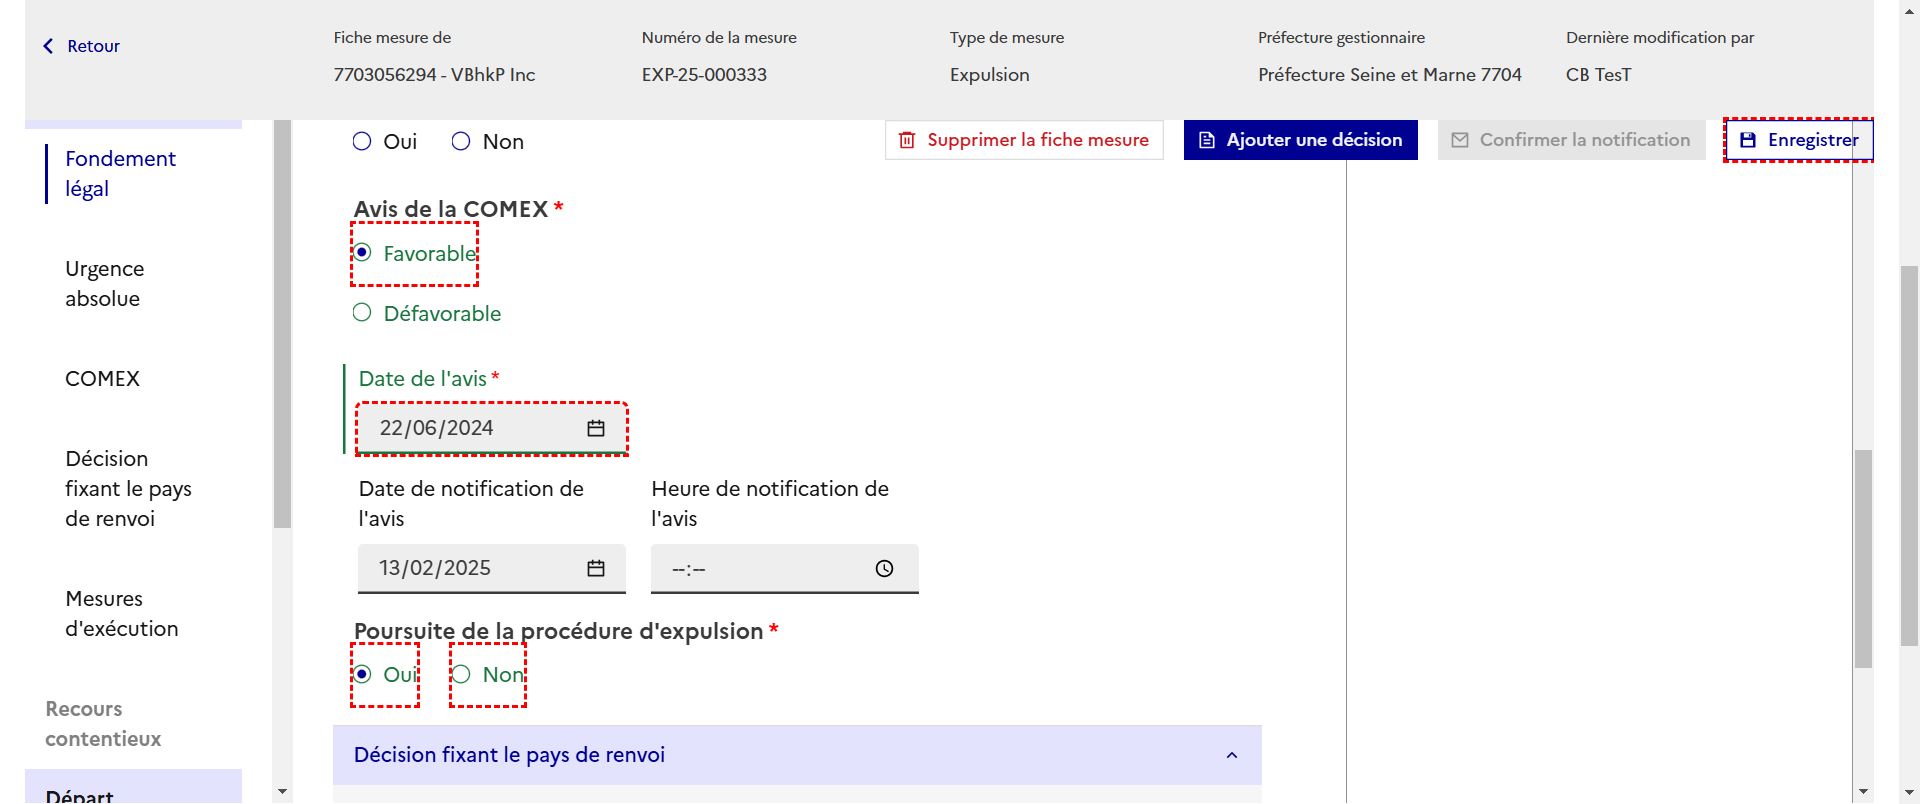 Retour
Fiche mesure de
7703056294 - VBhkP Inc
Numéro de la mesure
EXP-25-000333
Type de mesure
Expulsion
Préfecture gestionnaire
Préfecture Seine et Marne 7704
Dernière modification par
CB TesT
Fondement
légal
Urgence
absolue
COMEX
Décision
fixant le pays
de renvoi
Mesures
d'exécution
Recours
contentieux
Départ
Oui Non
Supprimer la fiche mesure
Ajouter une décision
Confirmer la notification
Enregistrer
Avis de la COMEX *
Favorable
Défavorable
Date de l'avis *
22/06/2024
Date de notification de
l'avis
13/02/2025
Heure de notification de
l'avis
--:--
Poursuite de la procédure d'expulsion *
Oui Non
Décision fixant le pays de renvoi